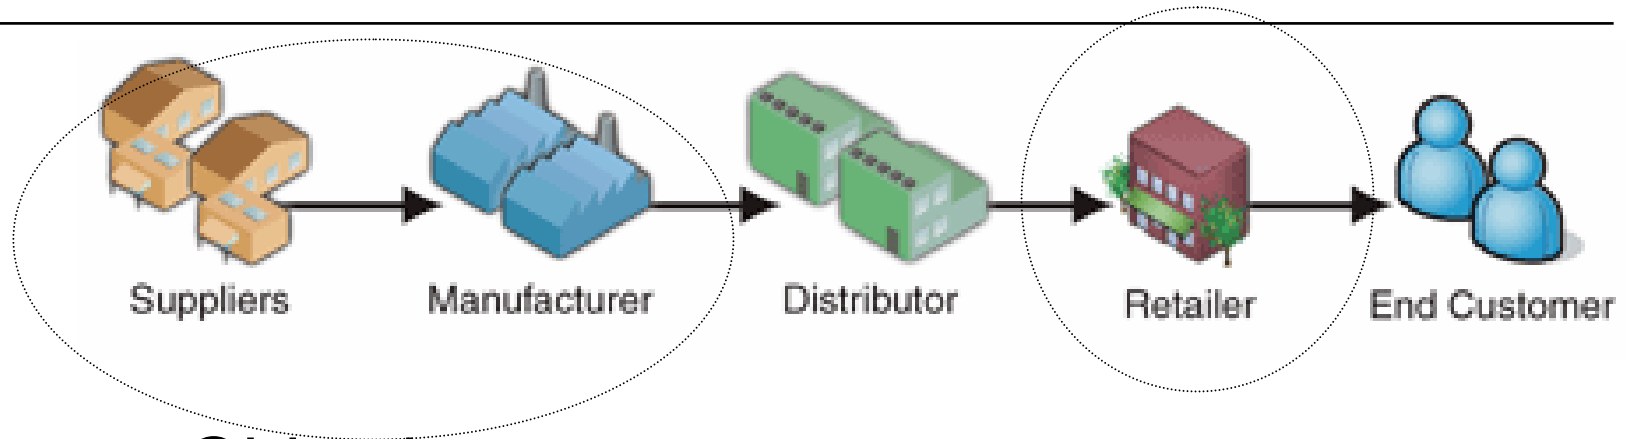 Suppliers
Manufacturer
Distributor
Retailer
End Customer